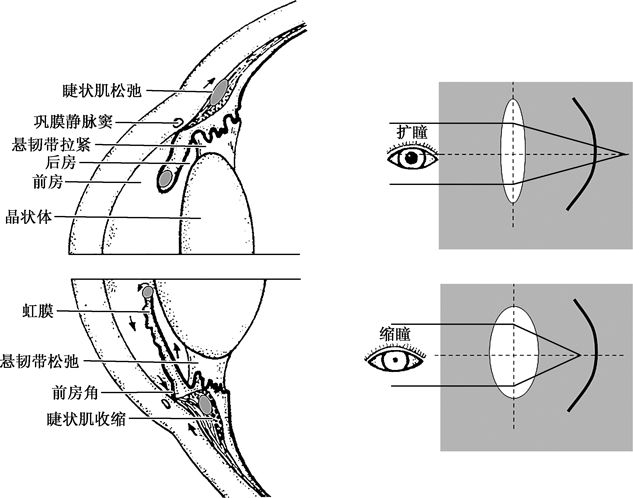 睫状肌松弛
巩膜静脉窦
悬韧带拉紧
后房
前房
晶状体
虹膜
悬韧带松弛
前房角
睫状肌收缩
扩瞳
缩瞳